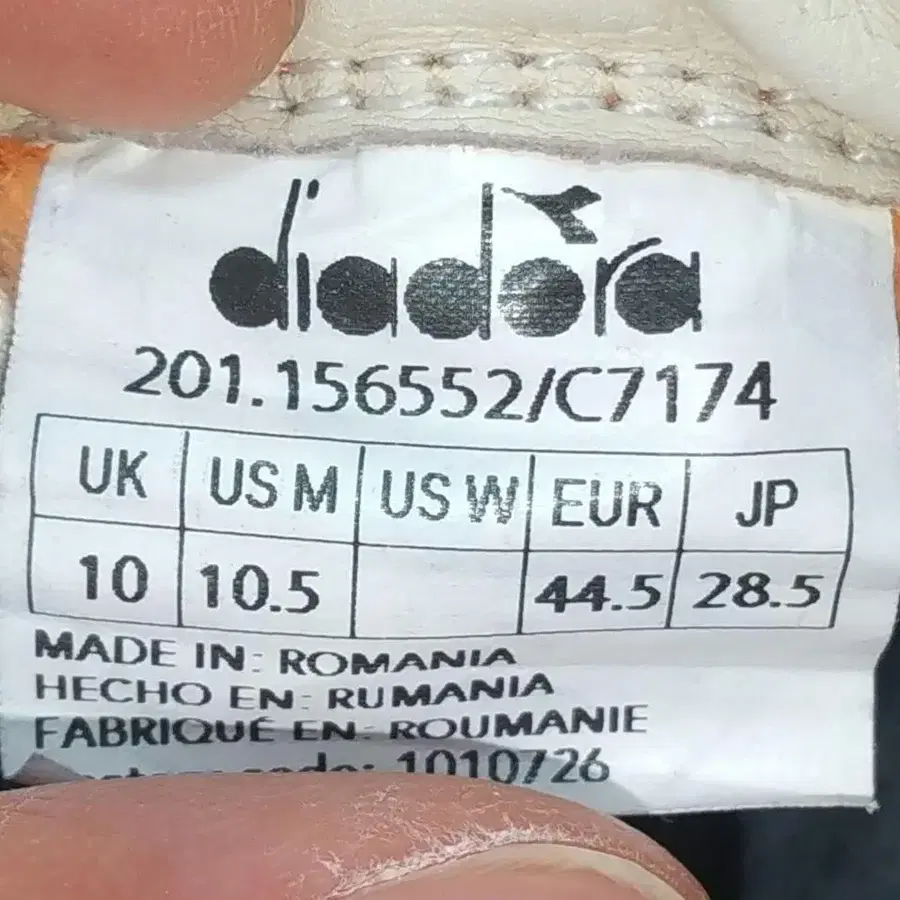 diadora
201.156552/C7174
UK US M US W EUR JP
10 10.5 44.5 28.5
MADE IN: ROMANIA
HECHO EN: RUMANIA
FABRIQUÉ EN: ROUMANIE
code: 1010726